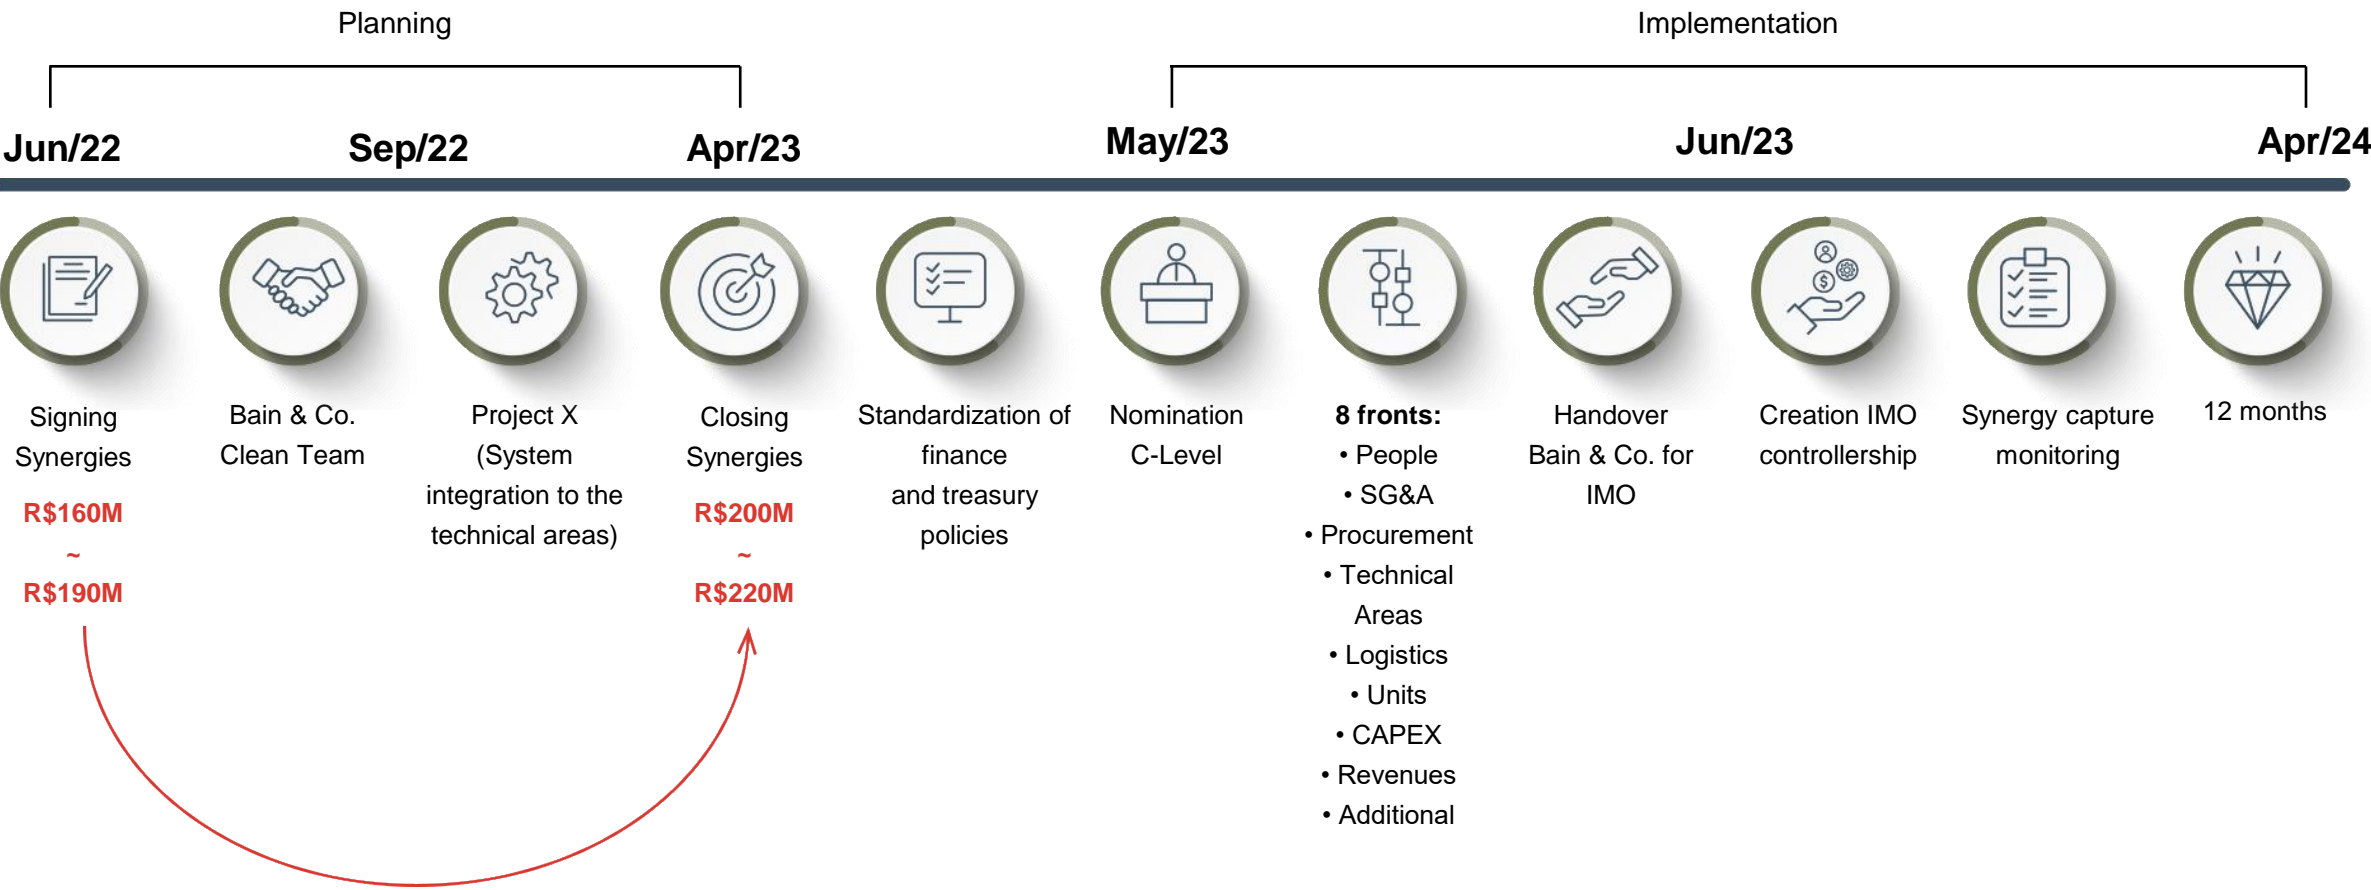 Planning
Implementation
Jun/22
Sep/22
Apr/23
May/23
Jun/23
Apr/24
Signing
Synergies
R$160M
~
R$190M
Bain & Co.
Clean Team
Project X
(System
integration to the
technical areas)
Closing
Synergies
R$200M
~
R$220M
Standardization of
finance
and treasury
policies
Nomination
C-Level
8 fronts:
• People
• SG&A
• Procurement
• Technical
Areas
• Logistics
• Units
• CAPEX
• Revenues
• Additional
Handover
Bain & Co. for
IMO
Creation IMO
controllership
Synergy capture
monitoring
12 months